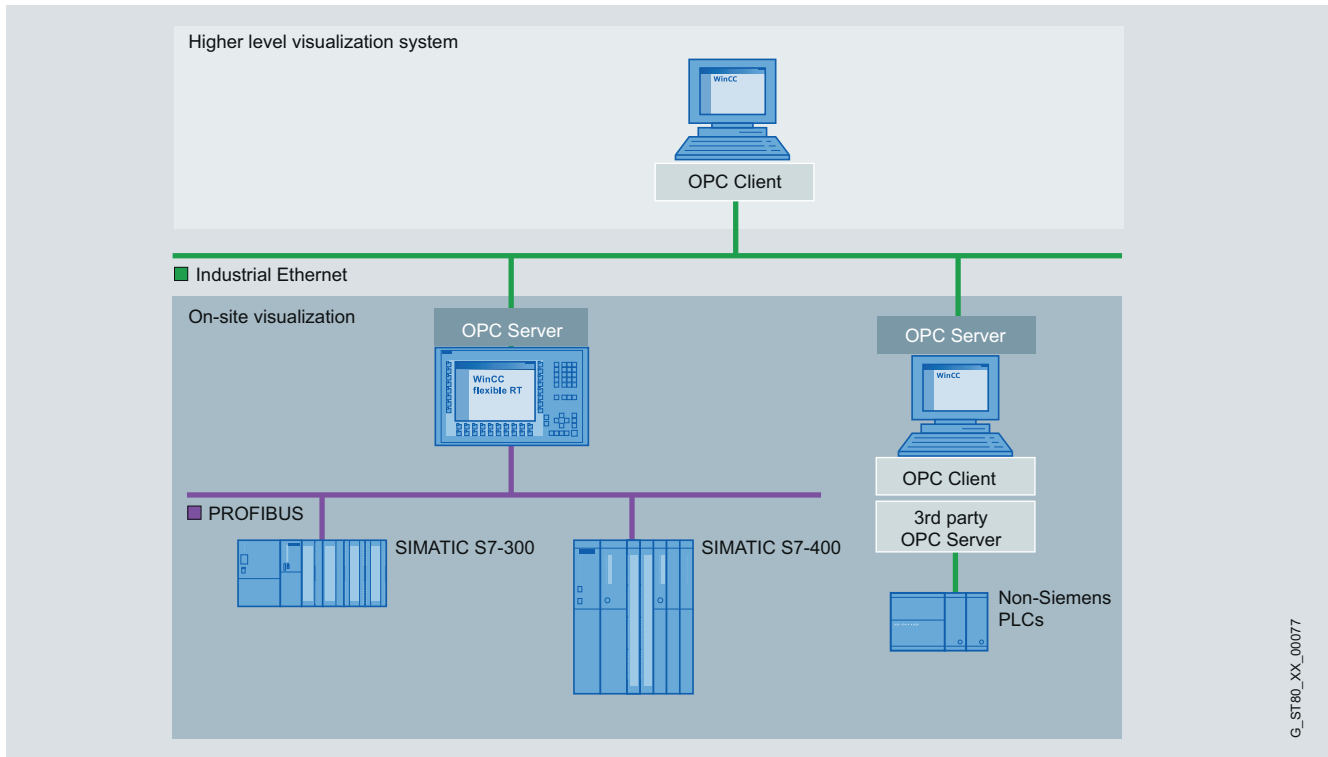 Higher level visualization system
WinCC
OPC Client
Industrial Ethernet
On-site visualization
OPC Server
WinCC
flexible RT
OPC Server
WinCC
OPC Client
3rd party
OPC Server
PROFIBUS
SIMATIC S7-300
SIMATIC S7-400
Non-Siemens
PLCs
G_ST80_XX_00077